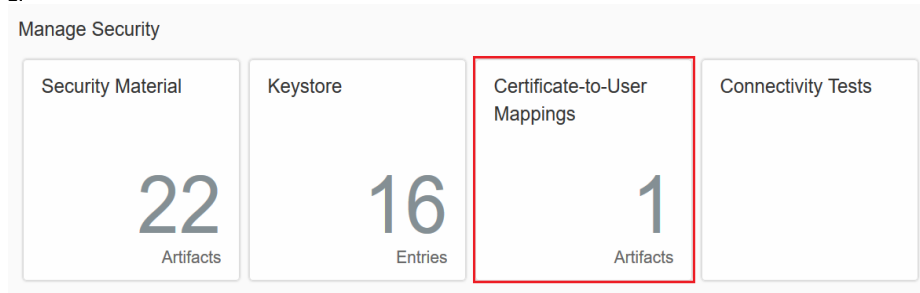 Manage Security
Security Material
22
Artifacts
Keystore
16
Entries
Certificate-to-User
Mappings
1
Artifacts
Connectivity Tests